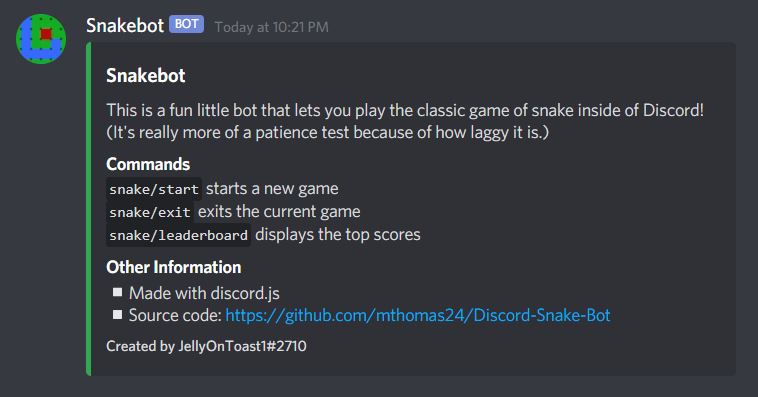 Snakebot BOT Today at 10:21 PM
Snakebot
This is a fun little bot that lets you play the classic game of snake inside of Discord!
(It's really more of a patience test because of how laggy it is.)
Commands
snake/start starts a new game
snake/exit exits the current game
snake/leaderboard displays the top scores
Other Information
Made with discord.js
Source code: https://github.com/mthomas24/Discord-Snake-Bot
Created by JellyOnToast1#2710